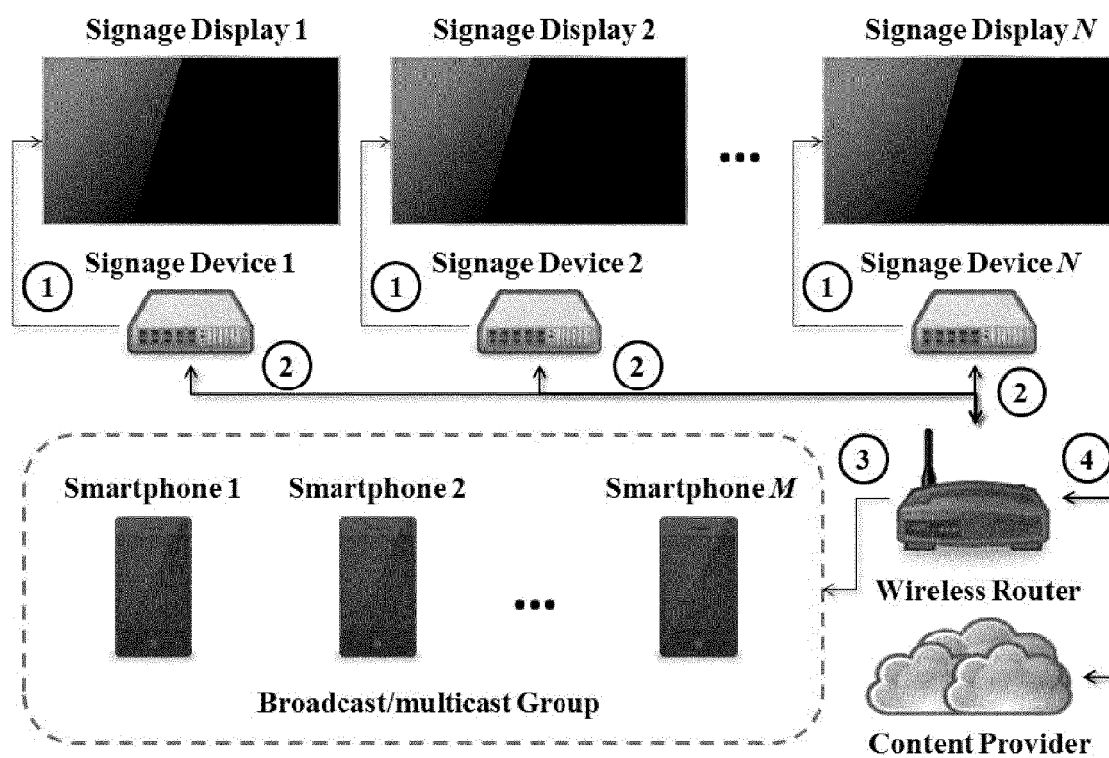 Signage Display 1
Signage Display 2
Signage Display N
...
Signage Device 1
Signage Device 2
Signage Device N
1
1
1
2
2
2
3
4
Smartphone 1
Smartphone 2
Smartphone M
...
Wireless Router
Broadcast/multicast Group
Content Provider